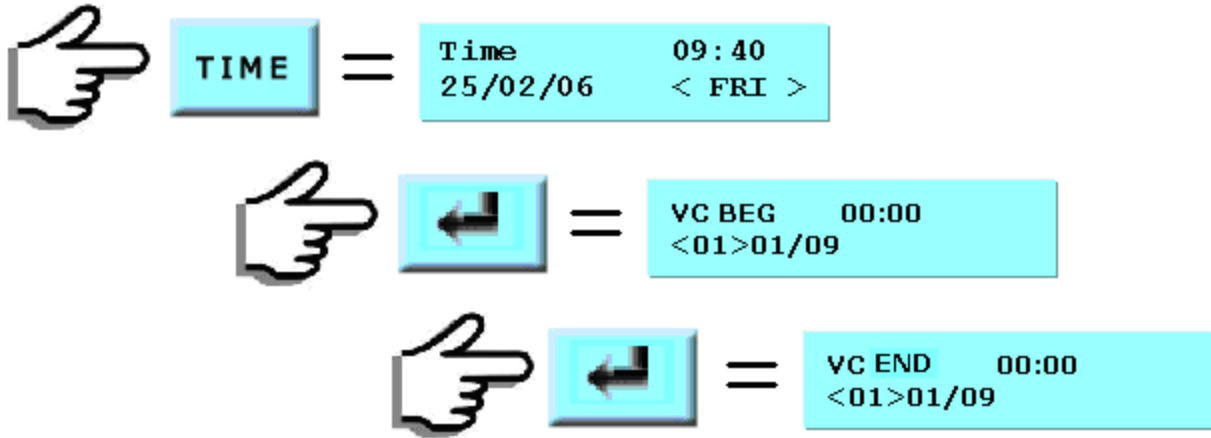 TIME = Time 09:40
25/02/06 < FRI >
= VC BEG 00:00
<01>01/09
= VC END 00:00
<01>01/09